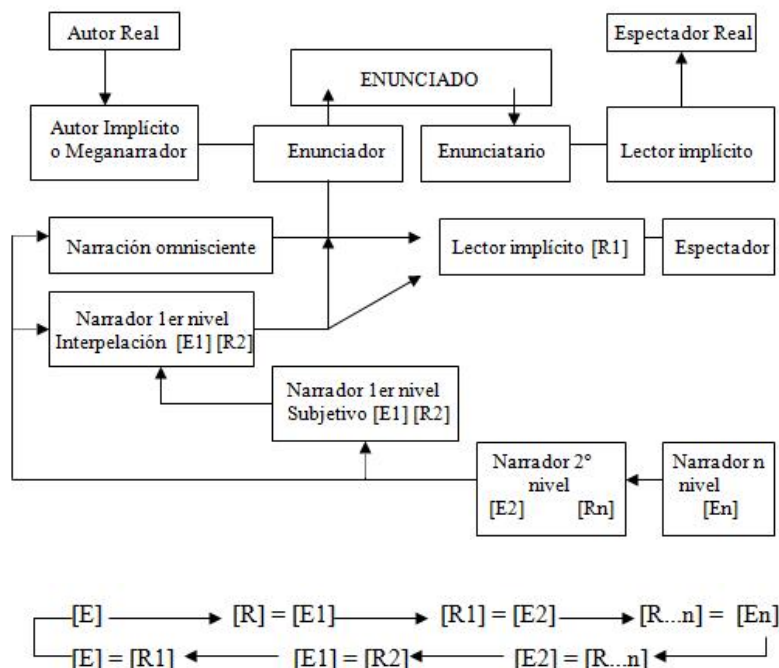 Autor Real
Espectador Real
ENUNCIADO
Autor Implícito
o Meganarrador
Enunciador
Enunciatario
Lector implícito
Narración omnisciente
Lector implícito [R1]
Espectador
Narrador 1er nivel
Interpelación [E1] [R2]
Narrador 1er nivel
Subjetivo [E1] [R2]
Narrador 2º
nivel
[E2] [Rn]
Narrador n
nivel
[En]
[E] [R] = [E1] [R1] = [E2] [R...n] = [En]
[E] = [R1] [E1] = [R2] [E2] = [R...n]